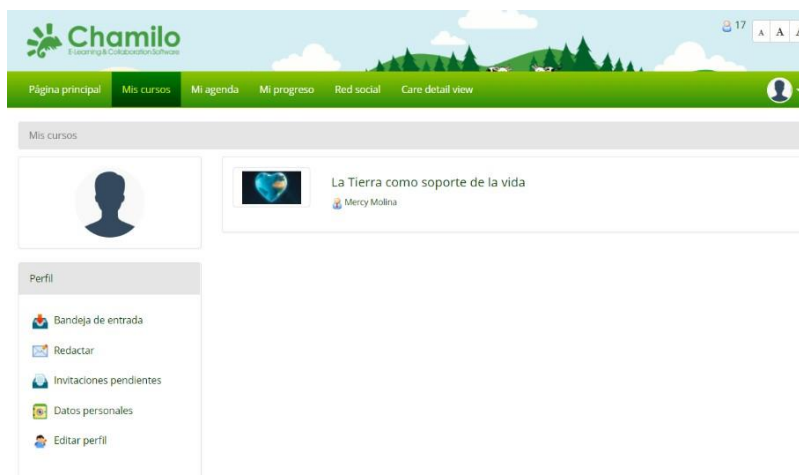 Chamilo
E-Learning & Collaboration Software
17
A A A
Página principal Mis cursos Mi agenda Mi progreso Red social Care detail view
Mis cursos
La Tierra como soporte de la vida
Mercy Molina
Perfil
Bandeja de entrada
Redactar
Invitaciones pendientes
Datos personales
Editar perfil